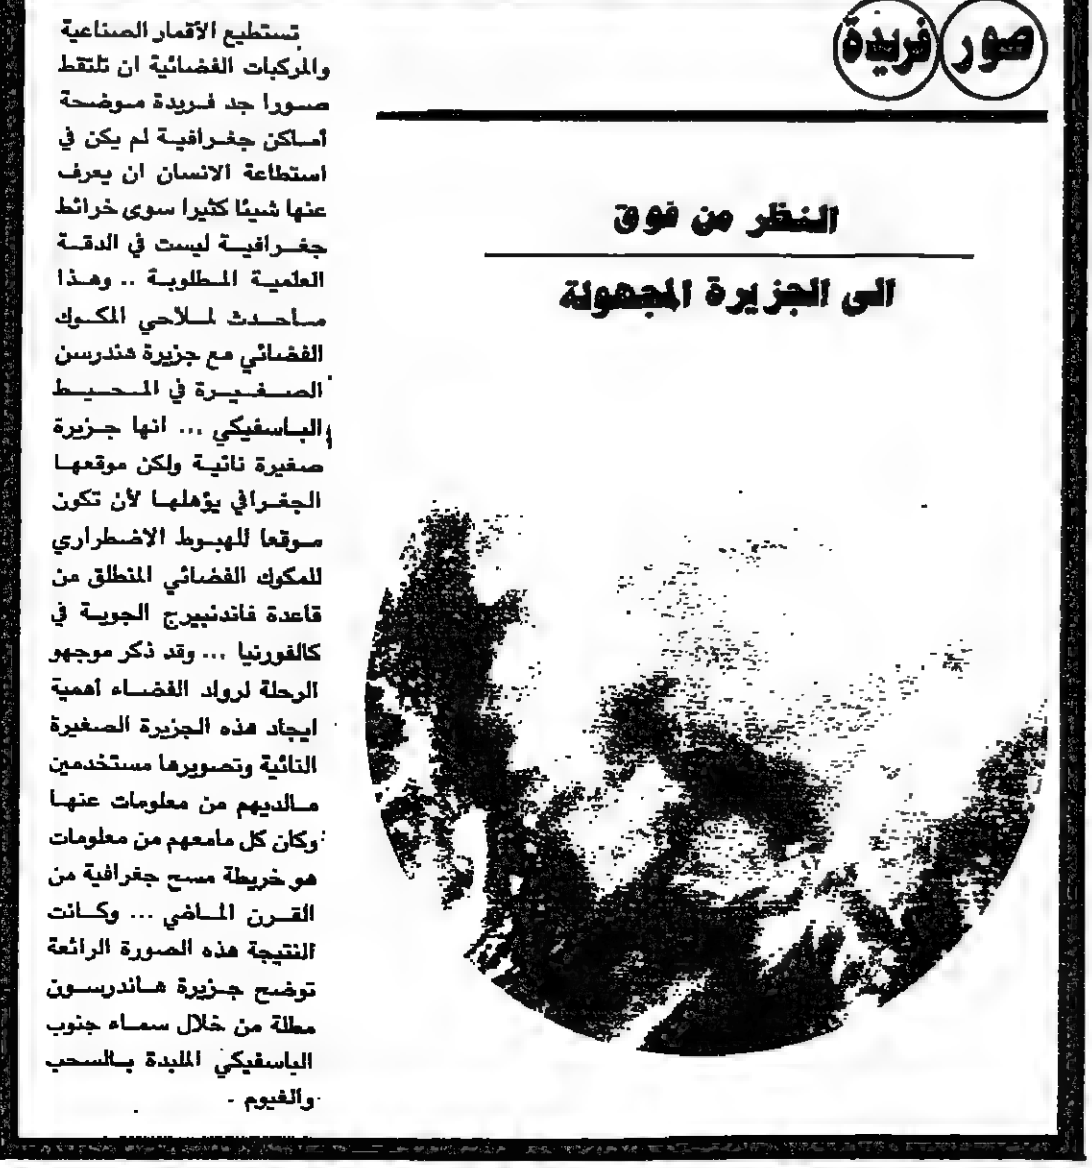 صور فريدة
النظر من فوق
الى الجزيرة المجهولة
تستطيع الأقمار الصناعية
والمركبات الفضائية ان تلتقط
صورا جد فريدة موضحة
أماكن جغرافية لم يكن في
استطاعة الانسان ان يعرف
عنها شيئا كثيرا سوى خرائط
جغرافية ليست في الدقة
العلمية المطلوبة .. وهذا
ماحدث لملاحي المكوك
الفضائي مع جزيرة هندرسن
الصغيرة في المحيط
الباسفيكي ... انها جزيرة
صغيرة نائية ولكن موقعها
الجغرافي يؤهلها لأن تكون
موقعا للهبوط الاضطراري
للمكوك الفضائي المنطلق من
قاعدة فاندنبيرج الجوية في
كالفورنيا ... وقد ذكر موجهو
الرحلة لرواد الفضاء أهمية
ايجاد هذه الجزيرة الصغيرة
النائية وتصويرها مستخدمين
مالديهم من معلومات عنها
وكان كل مامعهم من معلومات
هو خريطة مسح جغرافية من
القرن الماضي ... وكانت
النتيجة هذه الصورة الرائعة
توضح جزيرة هاندرسون
مطلة من خلال سماء جنوب
الباسفيكي الملبدة بالسحب
والغيوم .